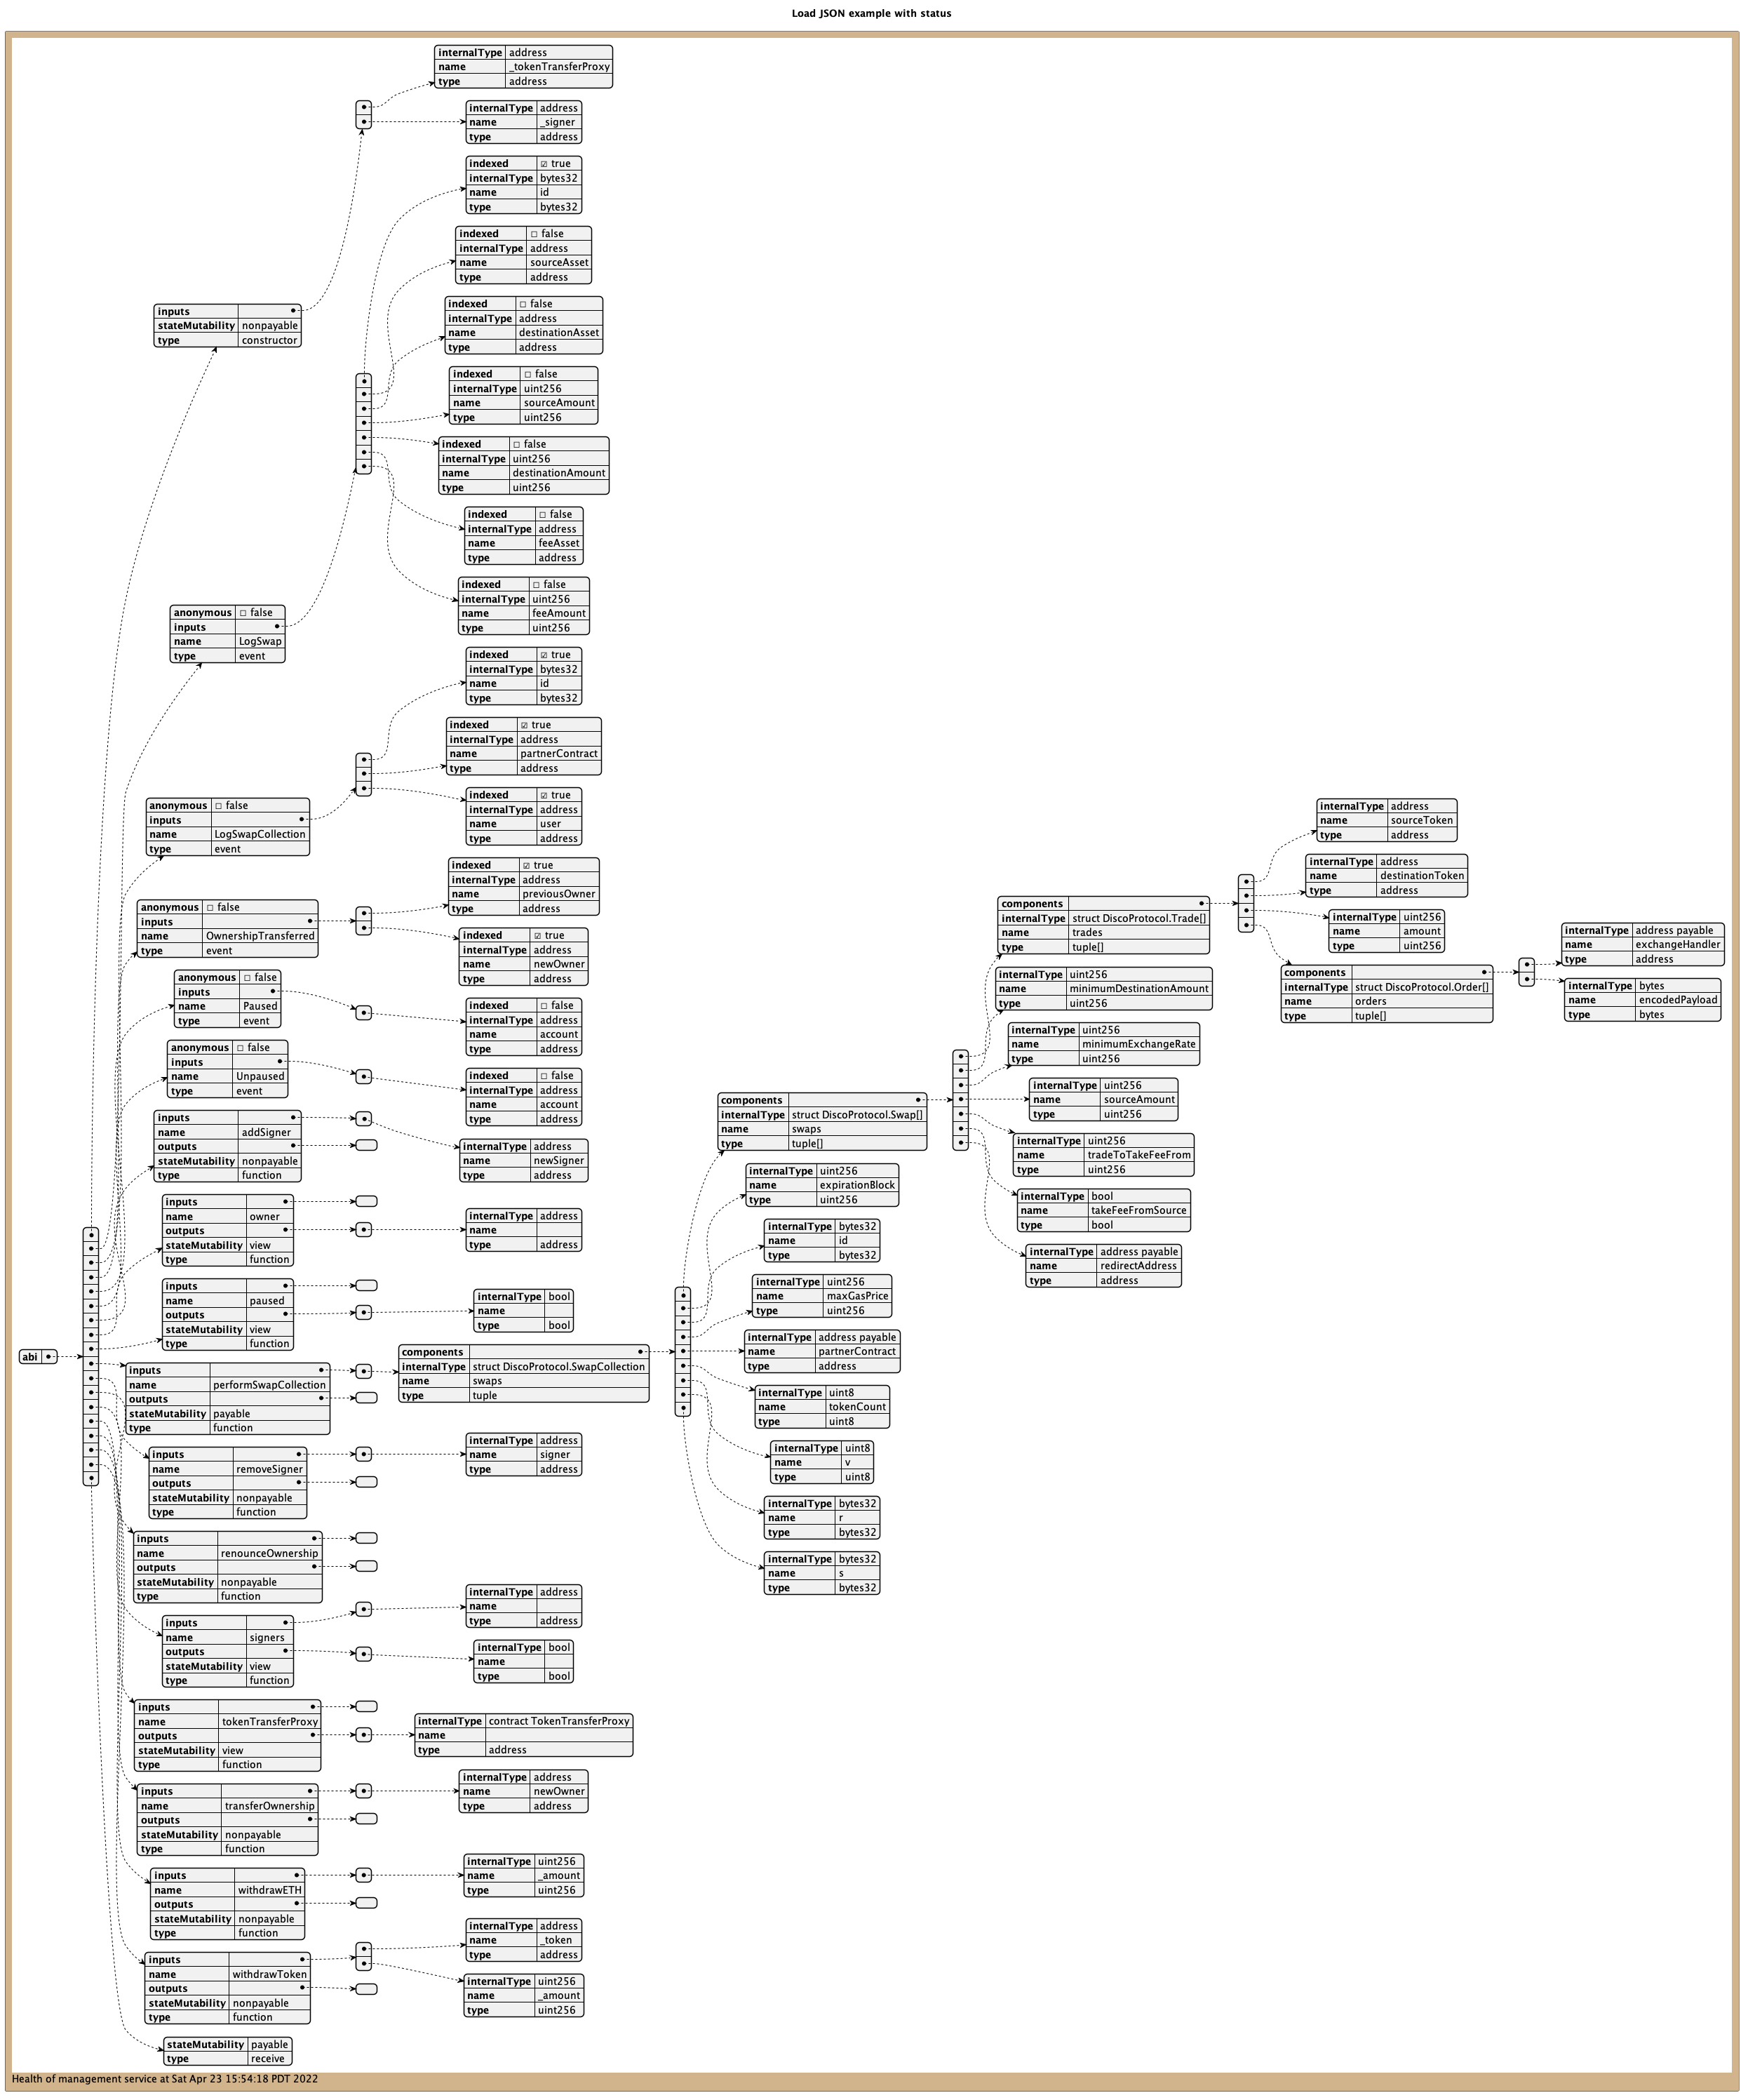 Load JSON example with status
internalType address
name _tokenTransferProxy
type address
internalType address
name _signer
type address
indexed ☑ true
internalType bytes32
name id
type bytes32
indexed ☐ false
internalType address
name sourceAsset
type address
indexed ☐ false
internalType address
name destinationAsset
type address
inputs
stateMutability nonpayable
type constructor
indexed ☐ false
internalType uint256
name sourceAmount
type uint256
indexed ☐ false
internalType uint256
name destinationAmount
type uint256
indexed ☐ false
internalType address
name feeAsset
type address
indexed ☐ false
internalType uint256
name feeAmount
type uint256
anonymous ☐ false
inputs
name LogSwap
type event
indexed ☑ true
internalType bytes32
name id
type bytes32
indexed ☑ true
internalType address
name partnerContract
type address
indexed ☑ true
internalType address
name user
type address
anonymous ☐ false
inputs
name LogSwapCollection
type event
indexed ☑ true
internalType address
name previousOwner
type address
indexed ☑ true
internalType address
name newOwner
type address
anonymous ☐ false
inputs
name OwnershipTransferred
type event
anonymous ☐ false
inputs
name Paused
type event
indexed ☐ false
internalType address
name account
type address
anonymous ☐ false
inputs
name Unpaused
type event
indexed ☐ false
internalType address
name account
type address
inputs
name addSigner
outputs
stateMutability nonpayable
type function
internalType address
name newSigner
type address
inputs
name owner
outputs
stateMutability view
type function
internalType address
name
type address
inputs
name paused
outputs
stateMutability view
type function
internalType bool
name
type bool
abi
inputs
name performSwapCollection
outputs
stateMutability payable
type function
components
internalType struct DiscoProtocol.SwapCollection
name swaps
type tuple
components
internalType struct DiscoProtocol.Swap[]
name swaps
type tuple[]
components
internalType struct DiscoProtocol.Trade[]
name trades
type tuple[]
internalType address
name sourceToken
type address
internalType address
name destinationToken
type address
internalType uint256
name amount
type uint256
components
internalType struct DiscoProtocol.Order[]
name orders
type tuple[]
internalType address payable
name exchangeHandler
type address
internalType bytes
name encodedPayload
type bytes
internalType uint256
name minimumDestinationAmount
type uint256
internalType uint256
name minimumExchangeRate
type uint256
internalType uint256
name sourceAmount
type uint256
internalType uint256
name tradeToTakeFeeFrom
type uint256
internalType bool
name takeFeeFromSource
type bool
internalType address payable
name redirectAddress
type address
internalType uint256
name expirationBlock
type uint256
internalType bytes32
name id
type bytes32
internalType uint256
name maxGasPrice
type uint256
internalType address payable
name partnerContract
type address
internalType uint8
name tokenCount
type uint8
internalType uint8
name v
type uint8
internalType bytes32
name r
type bytes32
internalType bytes32
name s
type bytes32
inputs
name removeSigner
outputs
stateMutability nonpayable
type function
internalType address
name signer
type address
inputs
name renounceOwnership
outputs
stateMutability nonpayable
type function
inputs
name signers
outputs
stateMutability view
type function
internalType address
name
type address
internalType bool
name
type bool
inputs
name tokenTransferProxy
outputs
stateMutability view
type function
internalType contract TokenTransferProxy
name
type address
inputs
name transferOwnership
outputs
stateMutability nonpayable
type function
internalType address
name newOwner
type address
inputs
name withdrawETH
outputs
stateMutability nonpayable
type function
internalType uint256
name _amount
type uint256
inputs
name withdrawToken
outputs
stateMutability nonpayable
type function
internalType address
name _token
type address
internalType uint256
name _amount
type uint256
stateMutability payable
type receive
Health of management service at Sat Apr 23 15:54:18 PDT 2022